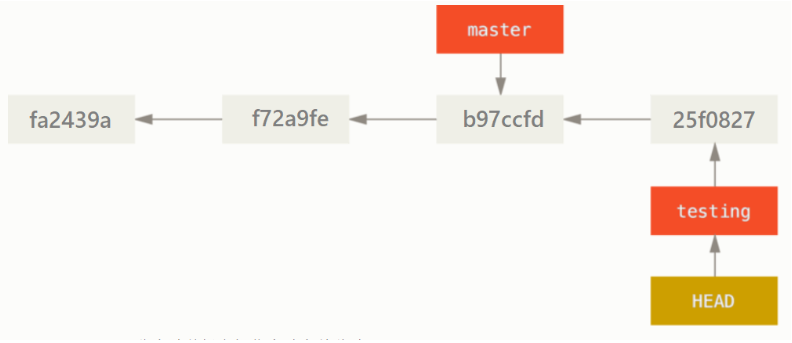 master
fa2439a
f72a9fe
b97ccfd
25f0827
testing
HEAD